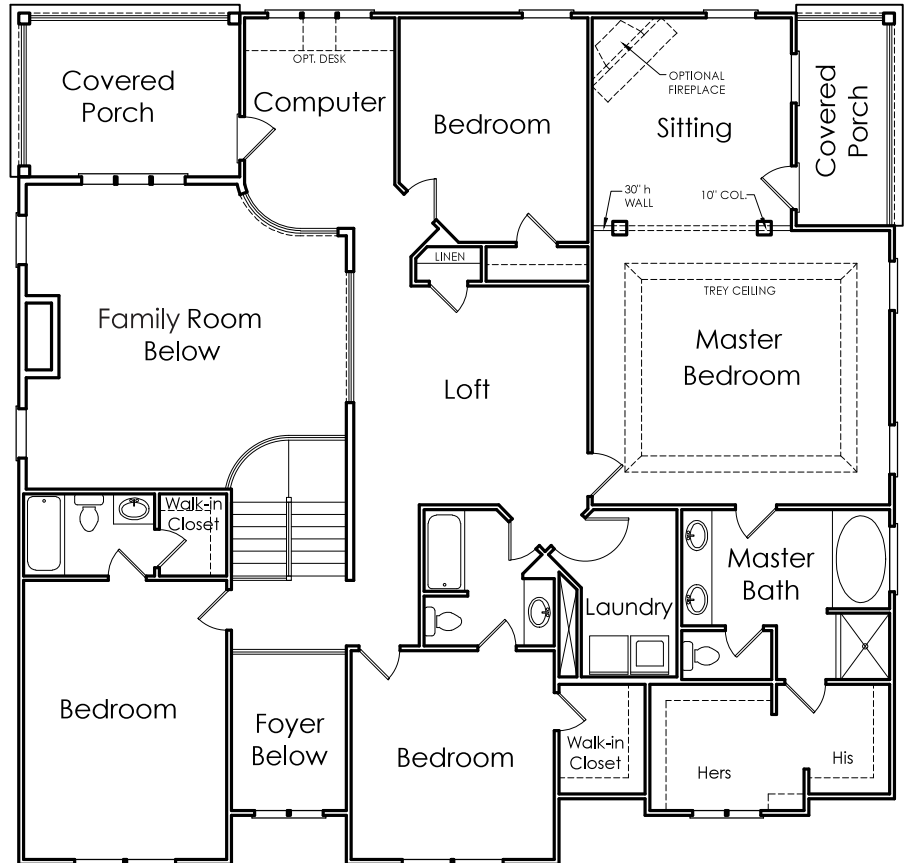 Covered
Porch
OPT. DESK
Computer
Bedroom
OPTIONAL
FIREPLACE
Sitting
Covered
Porch
30" h
WALL
10" COL.
LINEN
TREY CEILING
Family Room
Below
Master
Bedroom
Loft
Walk-in
Closet
Master
Bath
Laundry
Bedroom
Foyer
Below
Bedroom
Walk-in
Closet
Hers
His